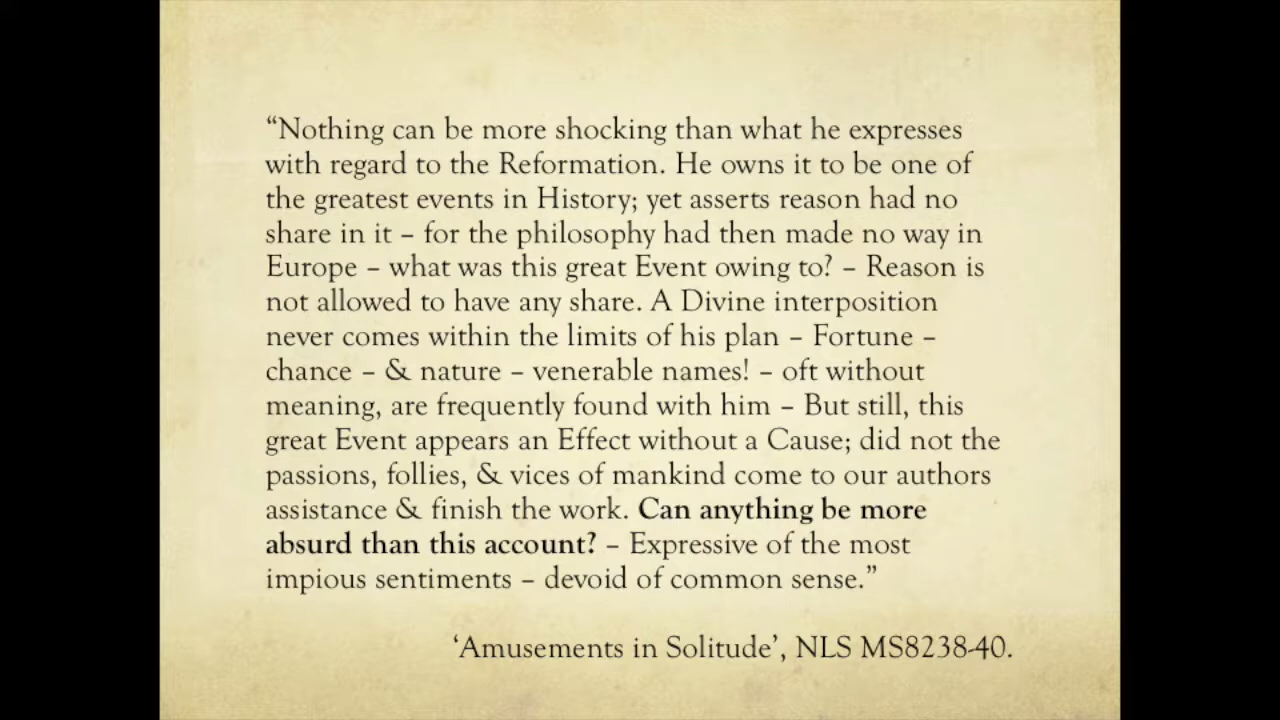 “Nothing can be more shocking than what he expresses
with regard to the Reformation. He owns it to be one of
the greatest events in History; yet asserts reason had no
share in it – for the philosophy had then made no way in
Europe – what was this great Event owing to? – Reason is
not allowed to have any share. A Divine interposition
never comes within the limits of his plan – Fortune –
chance – & nature – venerable names! – oft without
meaning, are frequently found with him – But still, this
great Event appears an Effect without a Cause; did not the
passions, follies, & vices of mankind come to our authors
assistance & finish the work. Can anything be more
absurd than this account? – Expressive of the most
impious sentiments – devoid of common sense.”
‘Amusements in Solitude’, NLS MS8238-40.